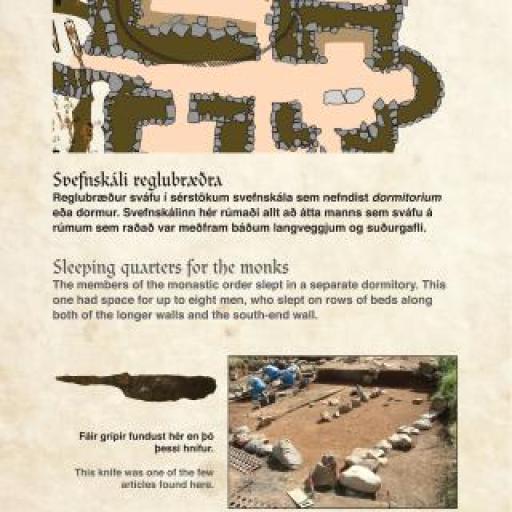 Svefnskáli reglubræðra
Reglubræður sváfu í sérstökum svefnskála sem nefndist dormitorium
eða dormur. Svefnskálinn hér rúmaði allt að átta manns sem sváfu á
rúmum sem raðað var meðfram báðum langveggjum og suðurgafli.
Sleeping quarters for the monks
The members of the monastic order slept in a separate dormitory. This
one had space for up to eight men, who slept on rows of beds along
both of the longer walls and the south-end wall.
Fáir gripir fundust hér en þó
þessi hnífur.
This knife was one of the few
articles found here.